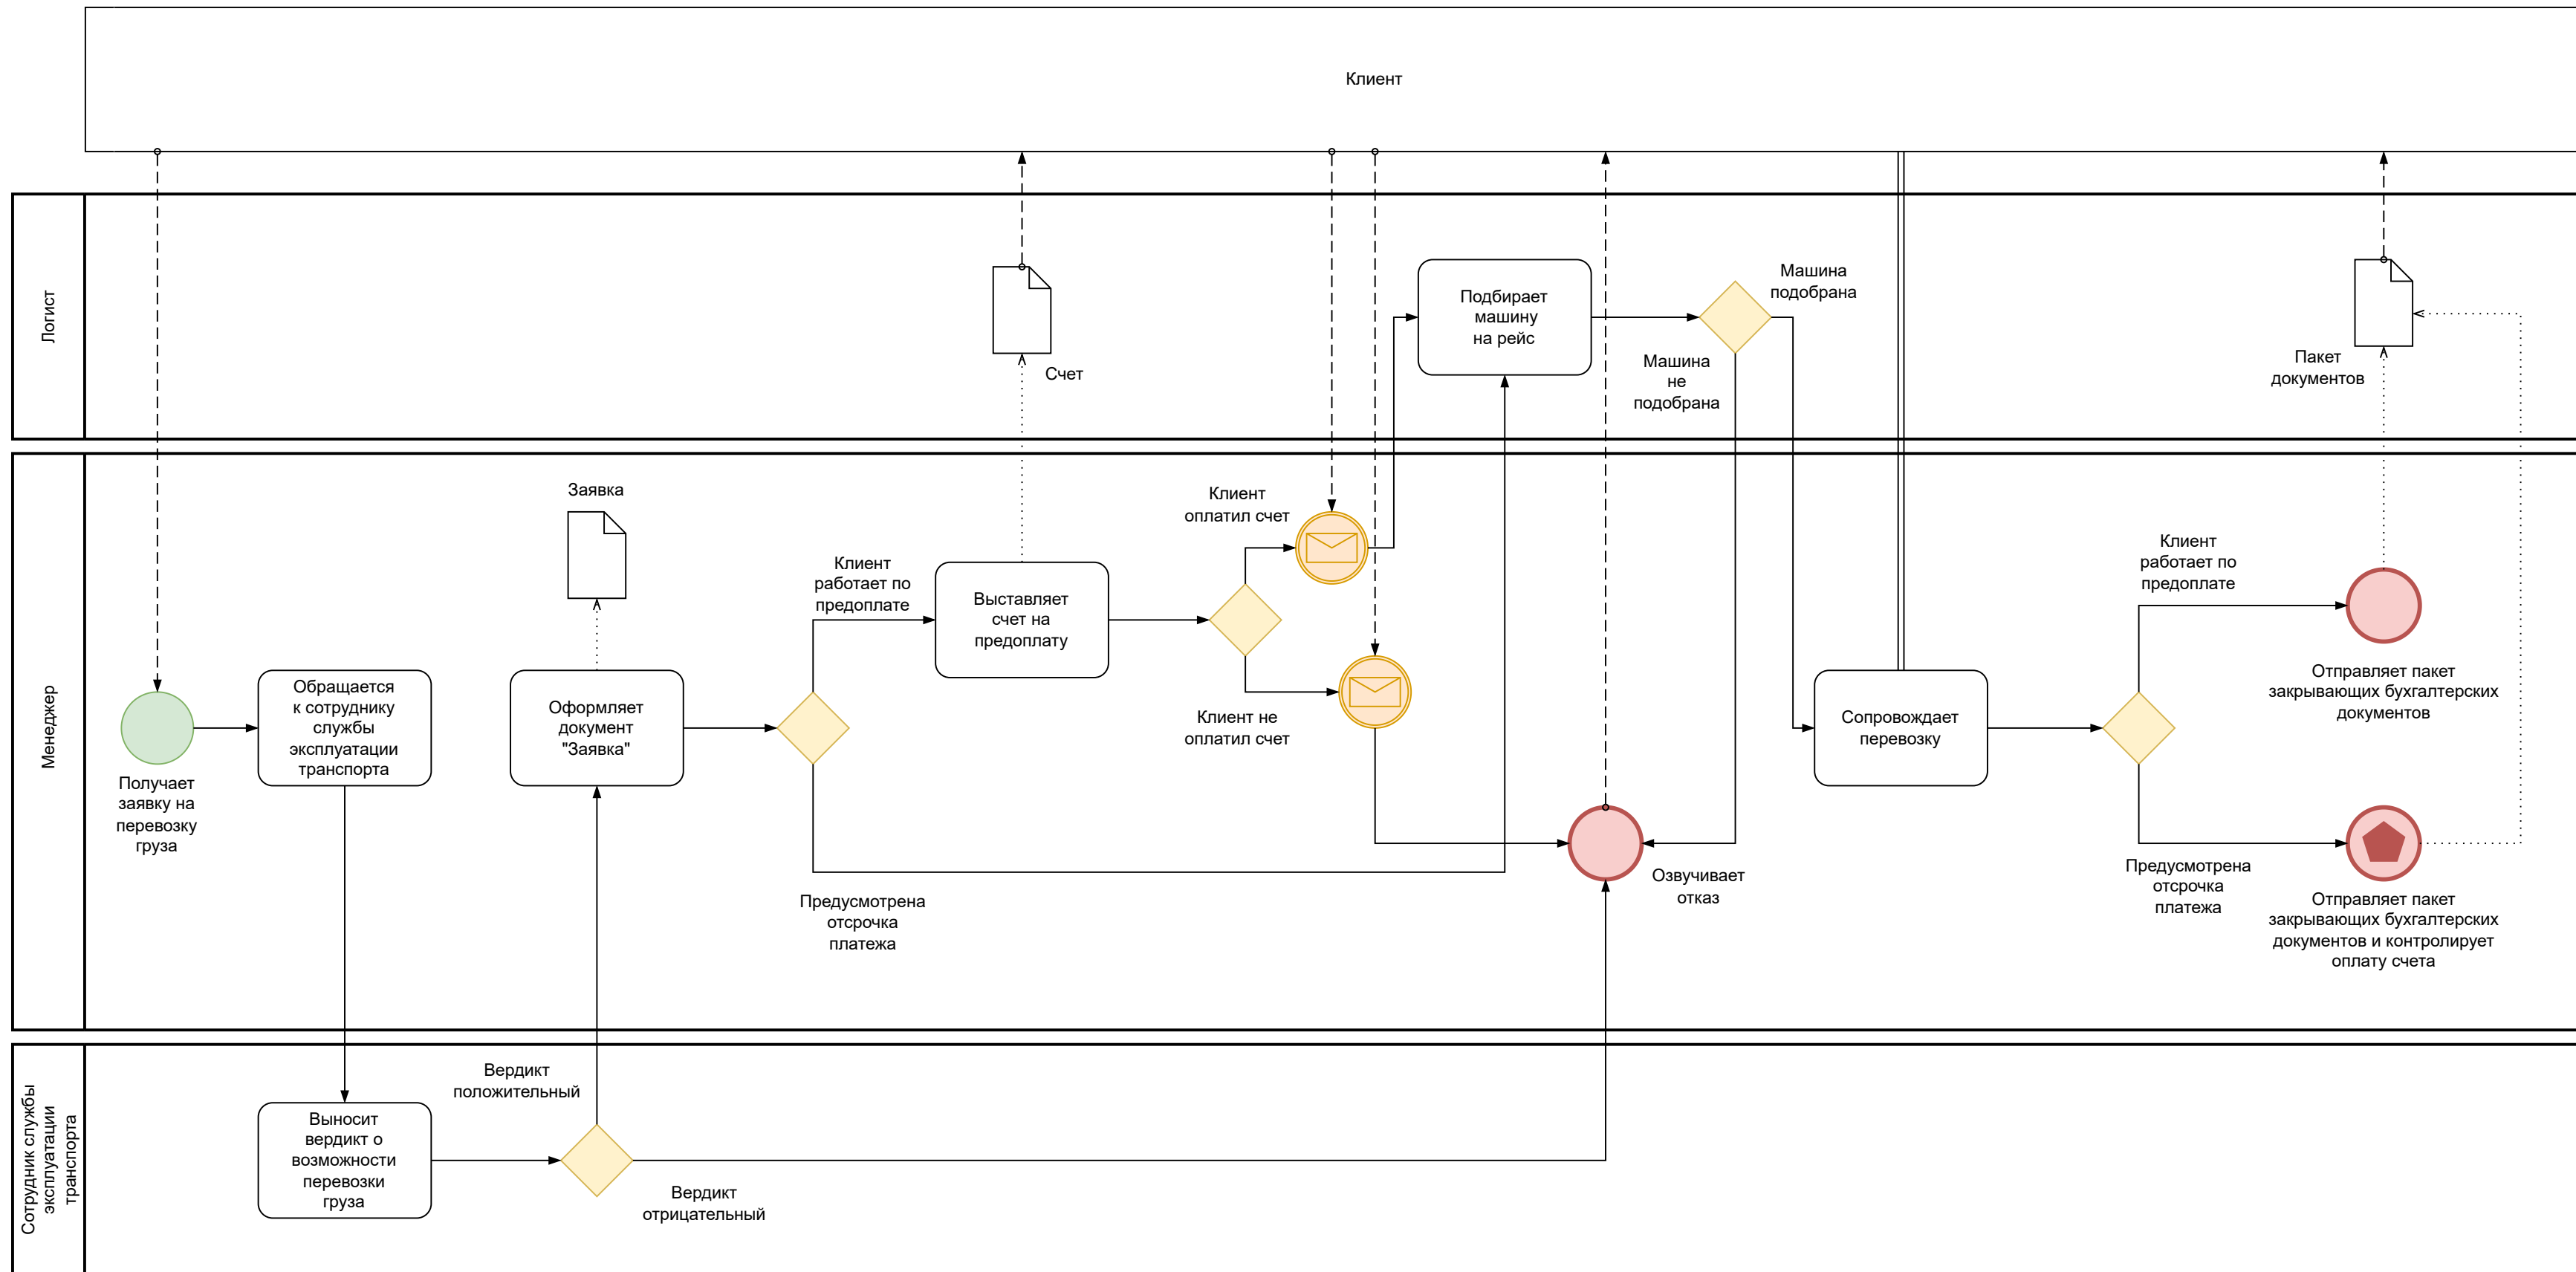 Клиент
Логист
Счет
Подбирает
машину
на рейс
Машина
подобрана
Машина
не
подобрана
Пакет
документов
Менеджер
Получает
заявку на
перевозку
груза
Обращается
к сотруднику
службы
эксплуатации
транспорта
Заявка
Оформляет
документ
"Заявка"
Клиент
работает по
предоплате
Предусмотрена
отсрочка
платежа
Выставляет
счет на
предоплату
Клиент
оплатил счет
Клиент не
оплатил счет
Озвучивает
отказ
Сопровождает
перевозку
Клиент
работает по
предоплате
Предусмотрена
отсрочка
платежа
Отправляет пакет
закрывающих бухгалтерских
документов
Отправляет пакет
закрывающих бухгалтерских
документов и контролирует
оплату счета
Сотрудник службы
эксплуатации
транспорта
Выносит
вердикт о
возможности
перевозки
груза
Вердикт
положительный
Вердикт
отрицательный